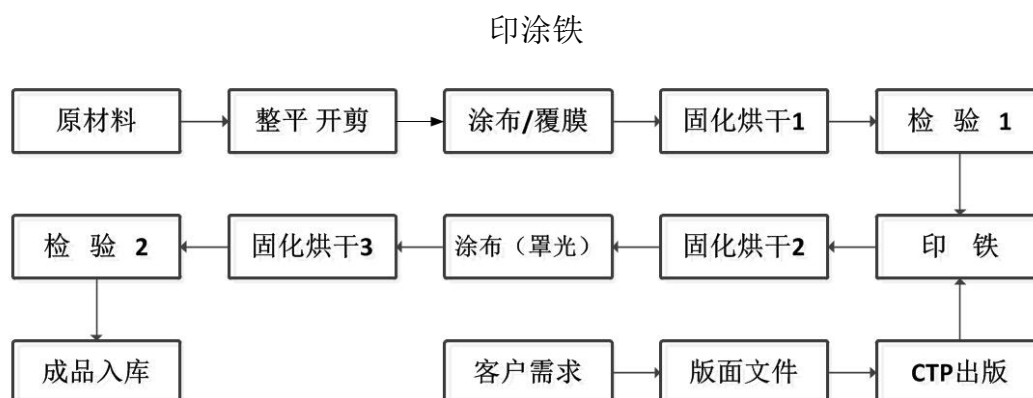 印涂铁
原材料
整平 开剪
涂布/覆膜
固化烘干1
检 验 1
检 验 2
固化烘干3
涂布（罩光）
固化烘干2
印 铁
成品入库
客户需求
版面文件
CTP出版